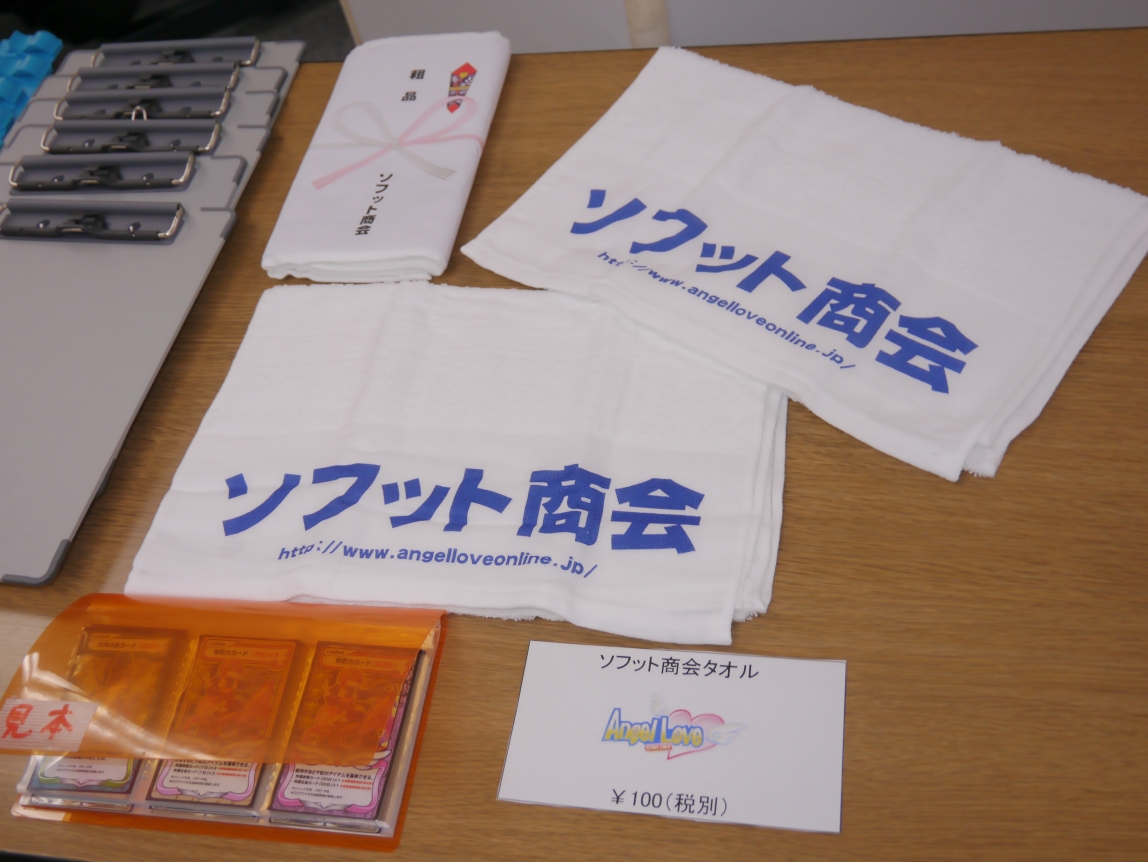 粗品
ソフット商会
ソフット商会
http://www.angelloveonline.jp/
ソフット商会
http://www.angelloveonline.jp/
見本
ソフット商会タオル
Angel Love
￥100(税別)